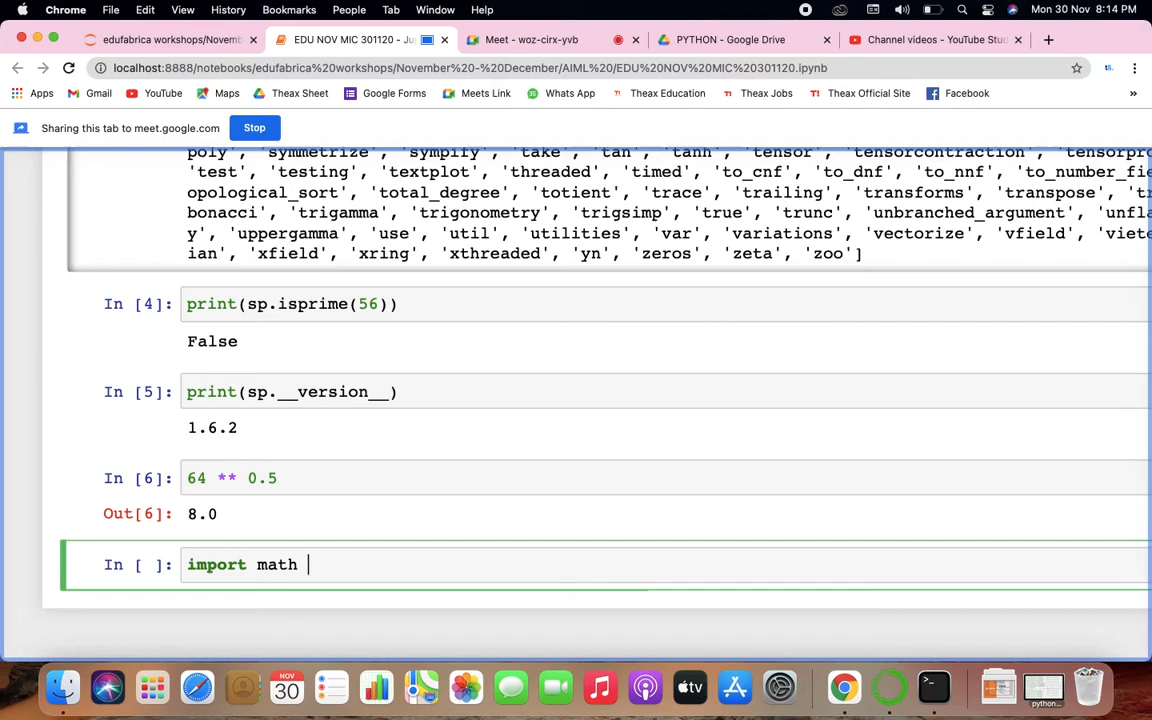 Chrome File Edit View History Bookmarks People Tab Window Help Mon 30 Nov 8:14 PM
edufabrica workshops/Novemb EDU NOV MIC 301120 - Ju Meet - woz-cirx-yvb PYTHON - Google Drive Channel videos - YouTube Stu
localhost:8888/notebooks/edufabrica%20workshops/November%20-%20December/AIML%20/EDU%20NOV%20MIC%20301120.ipynb
Apps Gmail YouTube Maps Theax Sheet Google Forms Meets Link Whats App Theax Education Theax Jobs Theax Official Site Facebook »
Sharing this tab to meet.google.com Stop
poly', 'symmetrize', 'sympify', 'take', 'tan', 'tanh', 'tensor', 'tensorcontraction', 'tensorpro
'test', 'testing', 'textplot', 'threaded', 'timed', 'to_cnf', 'to_dnf', 'to_nnf', 'to_number_fie
opological_sort', 'total_degree', 'totient', 'trace', 'trailing', 'transforms', 'transpose', 'tr
bonacci', 'trigamma', 'trigonometry', 'trigsimp', 'true', 'trunc', 'unbranched_argument', 'unfla
y', 'uppergamma', 'use', 'util', 'utilities', 'var', 'variations', 'vectorize', 'vfield', 'viete
ian', 'xfield', 'xring', 'xthreaded', 'yn', 'zeros', 'zeta', 'zoo']
In [4]: print(sp.isprime(56))
False
In [5]: print(sp.__version__)
1.6.2
In [6]: 64 ** 0.5
Out[6]: 8.0
In [ ]: import math
NOV
30
tv
python...